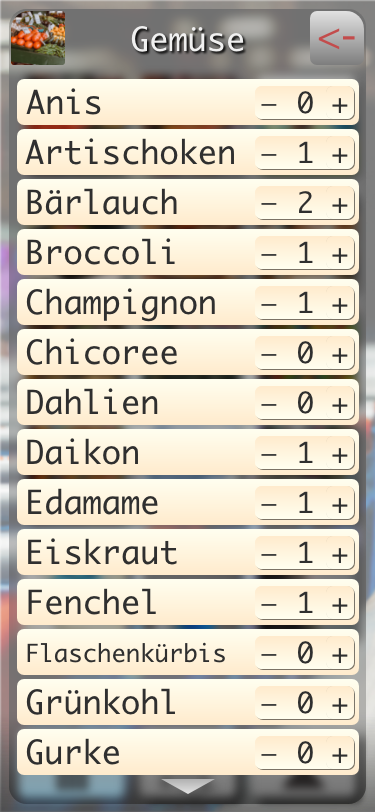 Gemüse
<-
Anis − 0 +
Artischoken − 1 +
Bärlauch − 2 +
Broccoli − 1 +
Champignon − 1 +
Chicoree − 0 +
Dahlien − 0 +
Daikon − 1 +
Edamame − 1 +
Eiskraut − 1 +
Fenchel − 1 +
Flaschenkürbis − 0 +
Grünkohl − 0 +
Gurke − 0 +